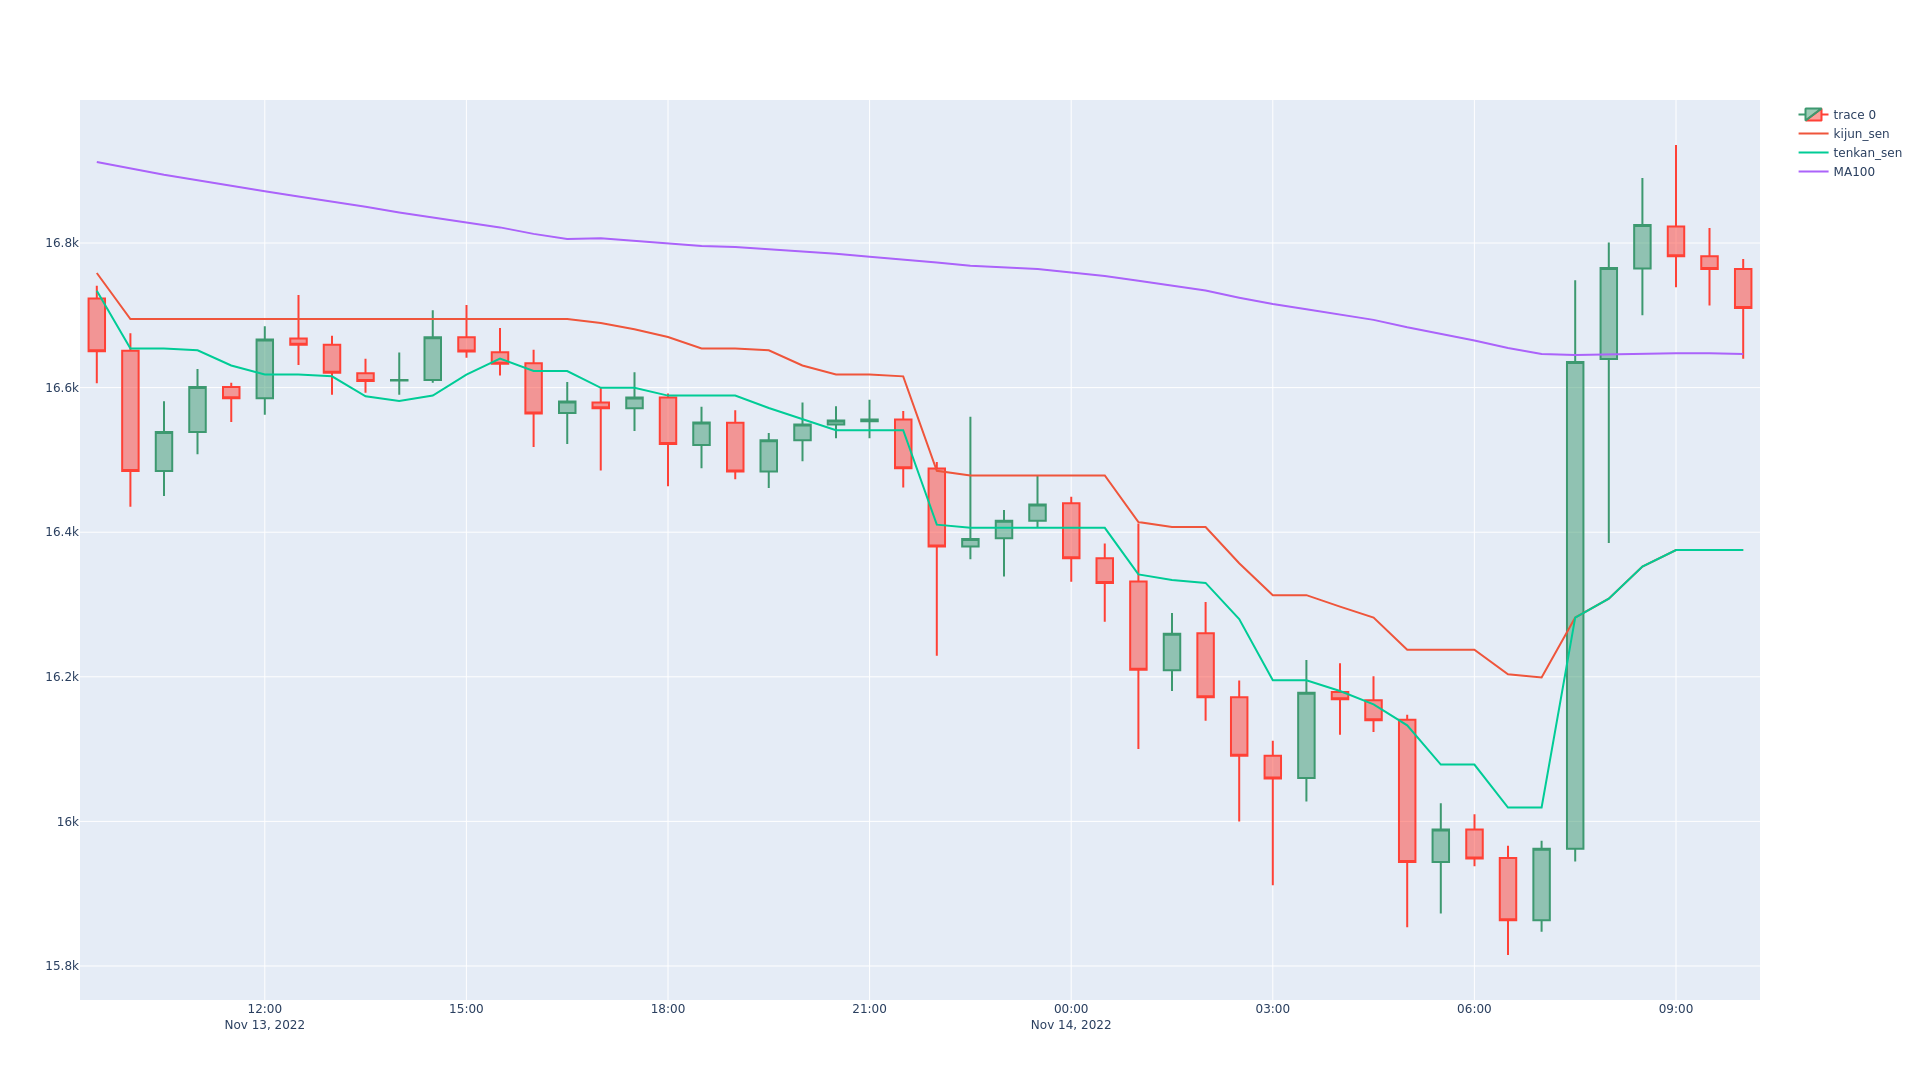 trace 0
kijun_sen
tenkan_sen
MA100
16.8k
16.6k
16.4k
16.2k
16k
15.8k
12:00 15:00 18:00 21:00 00:00 03:00 06:00 09:00
Nov 13, 2022 Nov 14, 2022